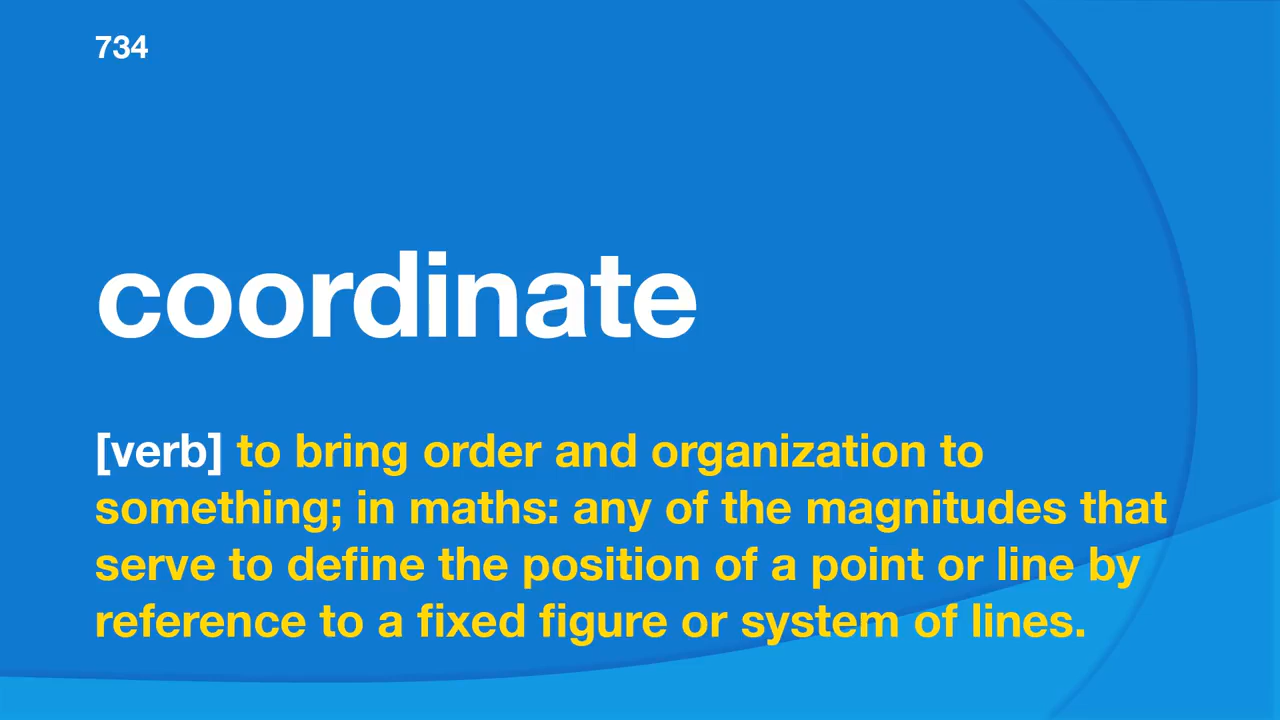 734
coordinate
[verb] to bring order and organization to
something; in maths: any of the magnitudes that
serve to define the position of a point or line by
reference to a fixed figure or system of lines.